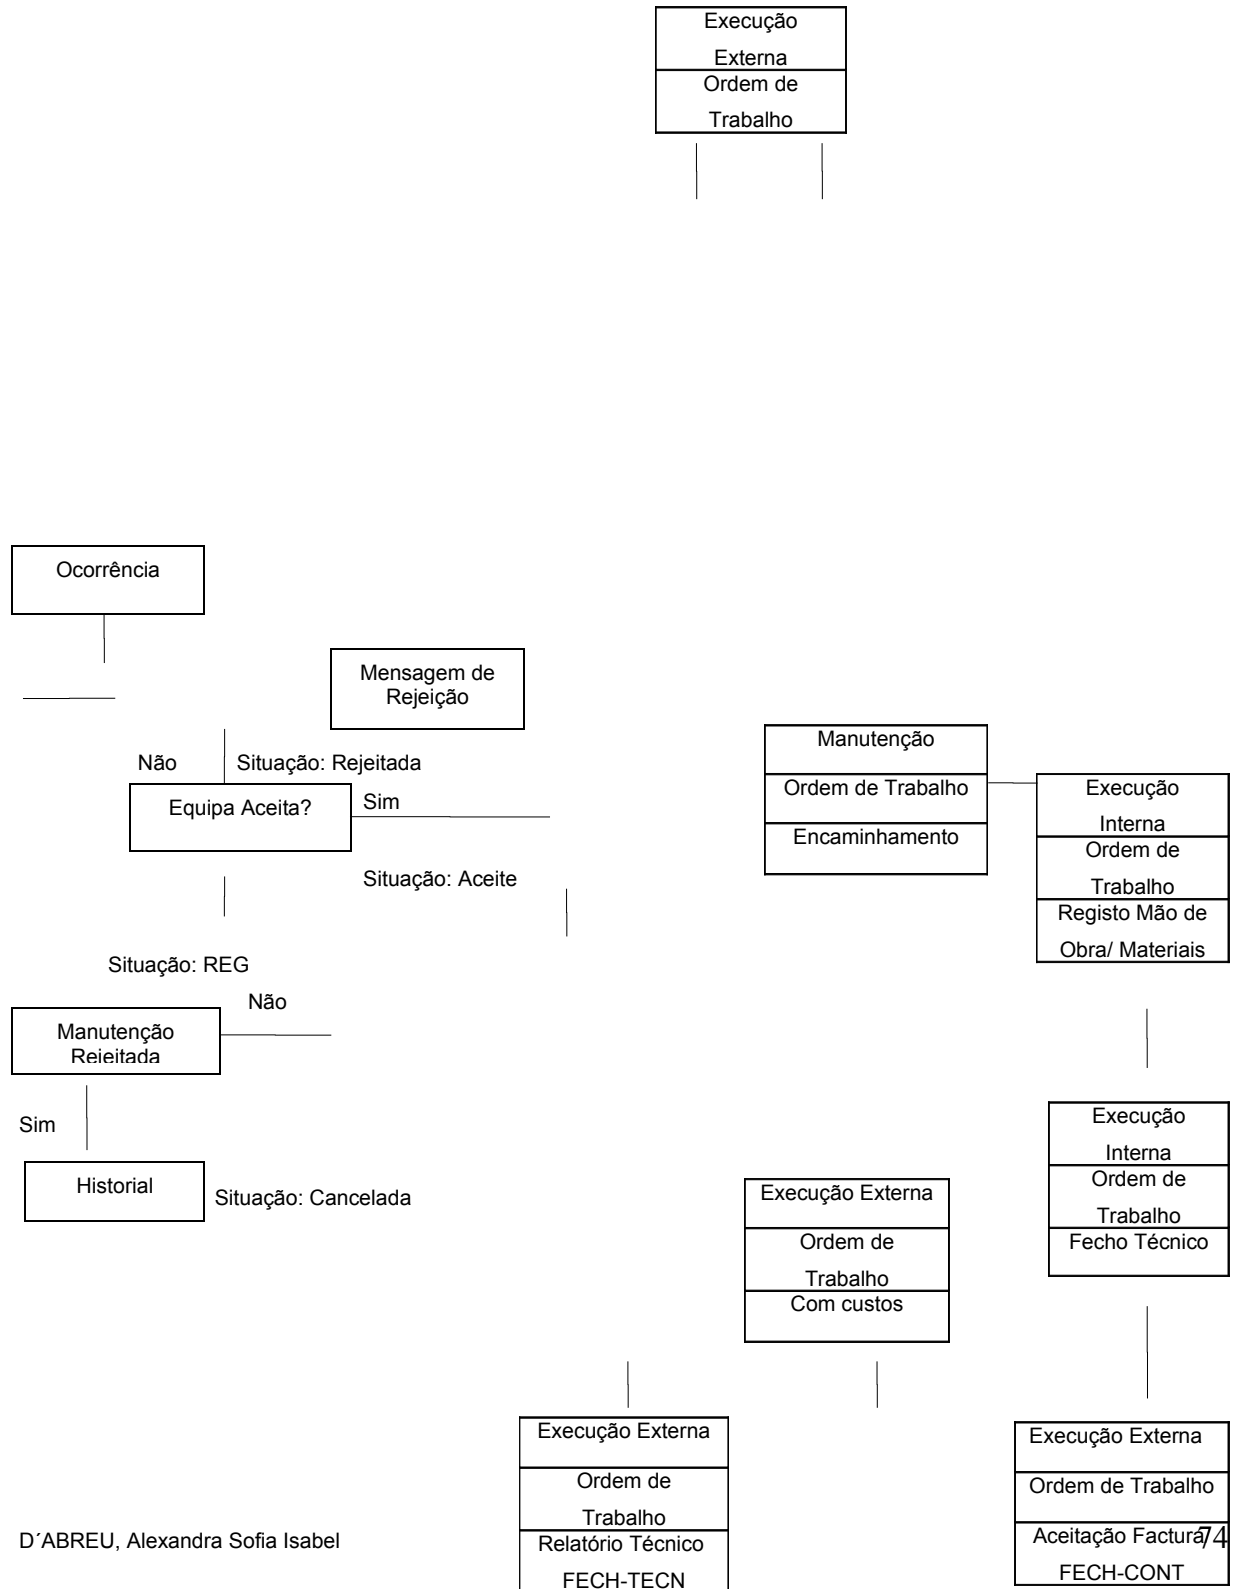 Execução
Externa
Ordem de
Trabalho
Ocorrência
Mensagem de
Rejeição
Não
Situação: Rejeitada
Equipa Aceita?
Sim
Situação: Aceite
Situação: REG
Não
Manutenção
Rejeitada
Sim
Historial
Situação: Cancelada
Manutenção
Ordem de Trabalho
Encaminhamento
Execução
Interna
Ordem de
Trabalho
Registo Mão de
Obra/ Materiais
Execução
Interna
Ordem de
Trabalho
Fecho Técnico
Execução Externa
Ordem de
Trabalho
Com custos
Execução Externa
Ordem de
Trabalho
Relatório Técnico
FECH-TECN
Execução Externa
Ordem de Trabalho
Aceitação Factura
FECH-CONT
D´ABREU, Alexandra Sofia Isabel
74